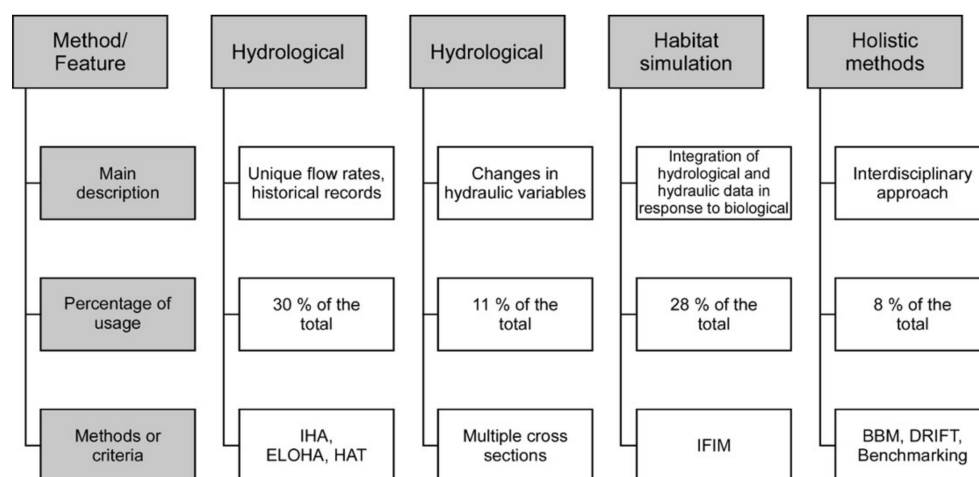 Method/
Feature
Hydrological
Hydrological
Habitat
simulation
Holistic
methods
Main
description
Unique flow rates,
historical records
Changes in
hydraulic variables
Integration of
hydrological and
hydraulic data in
response to biological
Interdisciplinary
approach
Percentage of
usage
30 % of the
total
11 % of the
total
28 % of the
total
8 % of the
total
Methods or
criteria
IHA,
ELOHA, HAT
Multiple cross
sections
IFIM
BBM, DRIFT,
Benchmarking